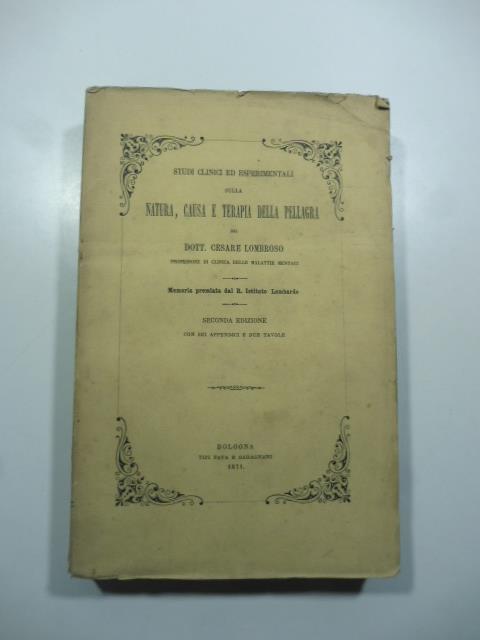 STUDI CLINICI ED ESPERIMENTALI
SULLA
NATURA, CAUSA E TERAPIA DELLA PELLAGRA
DEL
DOTT. CESARE LOMBROSO
PROFESSORE DI CLINICA DELLE MALATTIE MENTALI
Memoria premiata dal R. Istituto Lombardo
SECONDA EDIZIONE
CON SEI APPENDICI E DUE TAVOLE
BOLOGNA
TIPI FAVA E GARAGNANI
1871.